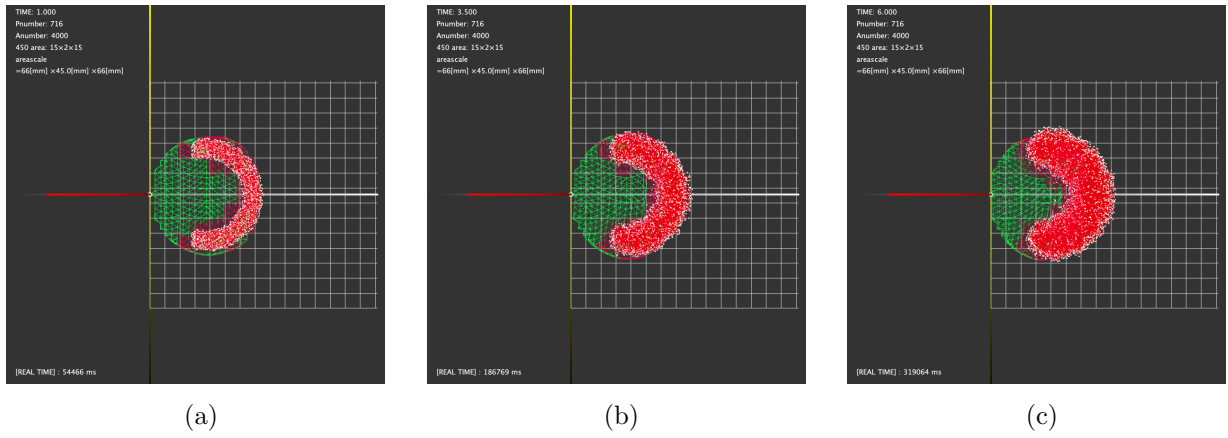 TIME: 1.000
Pnumber: 716
Anumber: 4000
450 area: 15×2×15
areascale
=66[mm] ×45.0[mm] ×66[mm]
[REAL TIME] : 54466 ms
(a)
TIME: 3.500
Pnumber: 716
Anumber: 4000
450 area: 15×2×15
areascale
=66[mm] ×45.0[mm] ×66[mm]
[REAL TIME] : 186769 ms
(b)
TIME: 6.000
Pnumber: 716
Anumber: 4000
450 area: 15×2×15
areascale
=66[mm] ×45.0[mm] ×66[mm]
[REAL TIME] : 319064 ms
(c)